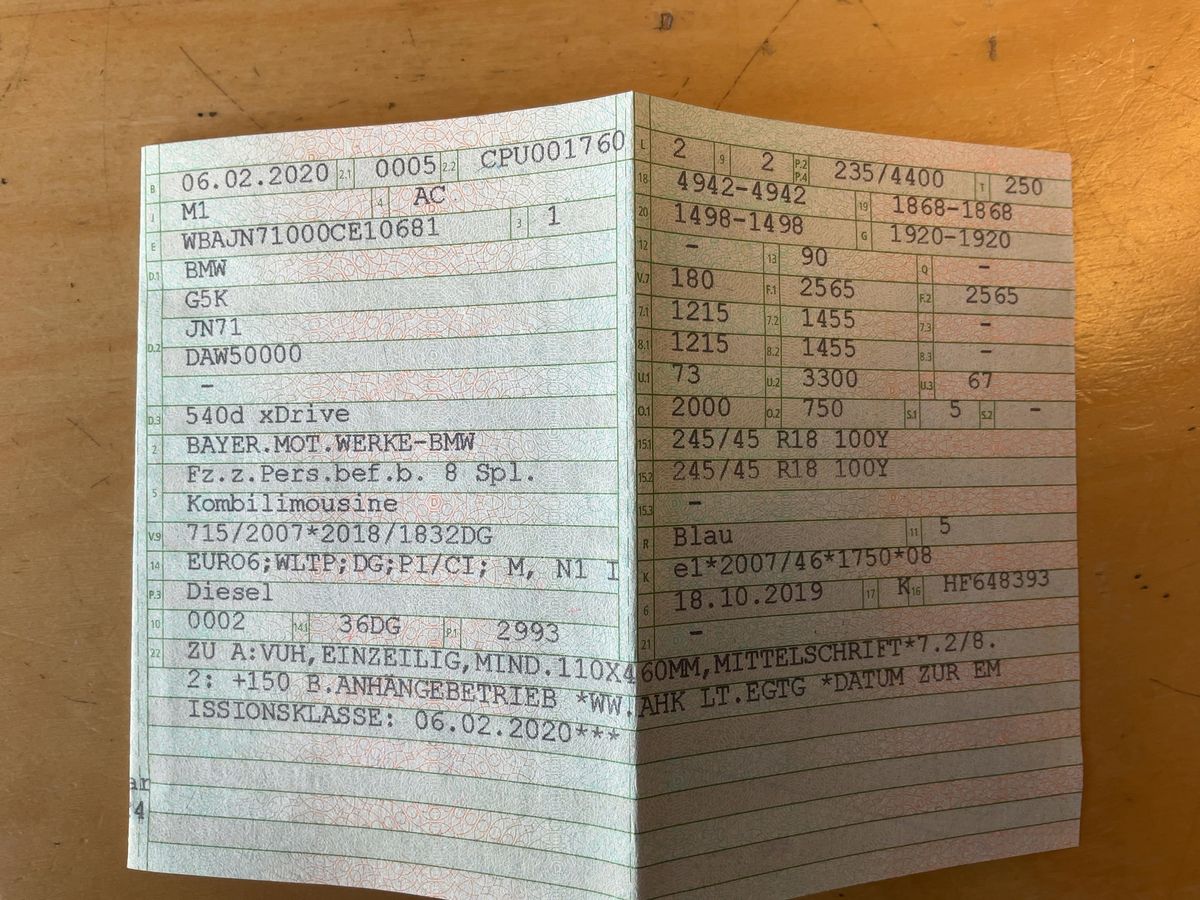 B 06.02.2020 2.1 0005 2.2 CPU001760
J M1 4 AC
E WBAJN71000CE10681 3 1
D.1 BMW
G5K
D.2 JN71
DAW50000
-
D.3 540d xDrive
2 BAYER.MOT.WERKE-BMW
5 Fz.z.Pers.bef.b. 8 Spl.
Kombilimousine
V.9 715/2007*2018/1832DG
14 EURO6;WLTP;DG;PI/CI; M, N1 I
P.3 Diesel
10 0002 14.1 36DG P.1 2993
L 2 9 2 P.2 P.4 235/4400 T 250
18 4942-4942 19 1868-1868
20 1498-1498 G 1920-1920
12 - 13 90 Q -
V.7 180 F.1 2565 F.2 2565
7.1 1215 7.2 1455 7.3 -
8.1 1215 8.2 1455 8.3 -
U.1 73 U.2 3300 U.3 67
O.1 2000 O.2 750 S.1 5 S.2 -
15.1 245/45 R18 100Y
15.2 245/45 R18 100Y
15.3 -
R Blau 11 5
K e1*2007/46*1750*08
6 18.10.2019 17 K 16 HF648393
21 -
22 ZU A:VUH,EINZEILIG,MIND.110X460MM,MITTELSCHRIFT*7.2/8.
2: +150 B.ANHÄNGEBETRIEB *WW.AHK LT.EGTG *DATUM ZUR EM
ISSIONSKLASSE: 06.02.2020***
ar
4